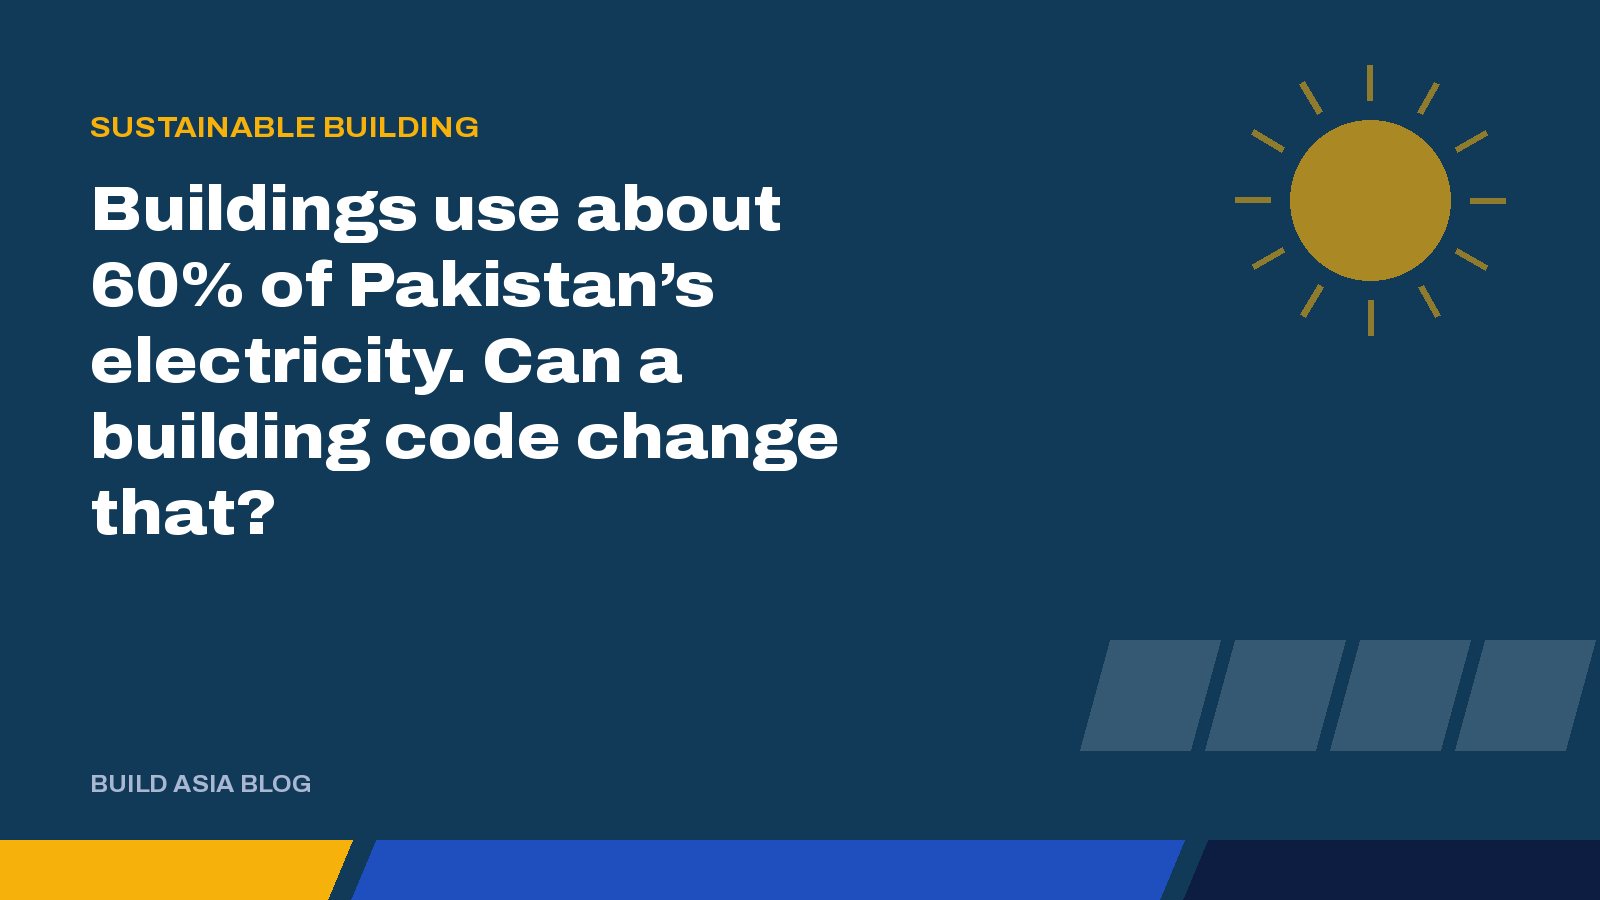 SUSTAINABLE BUILDING
Buildings use about
60% of Pakistan’s
electricity. Can a
building code change
that?
BUILD ASIA BLOG